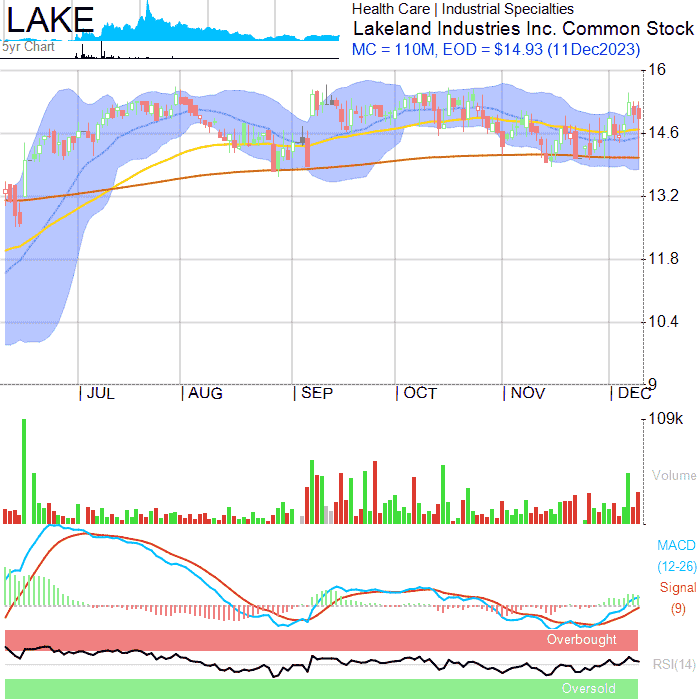 LAKE
5yr Chart
Health Care | Industrial Specialties
Lakeland Industries Inc. Common Stock
MC = 110M, EOD = $14.93 (11Dec2023)
16
14.6
13.2
11.8
10.4
9
JUL AUG SEP OCT NOV DEC
109k
Volume
MACD
(12-26)
Signal
(9)
Overbought
RSI(14)
Oversold